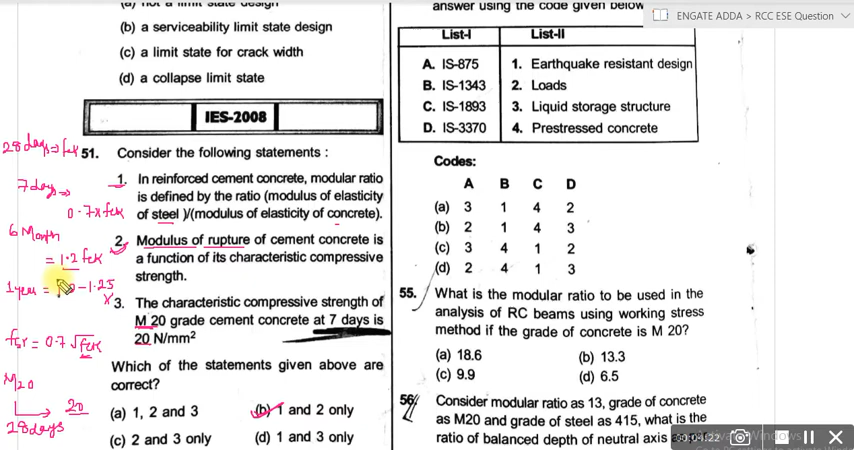 (b) a serviceability limit state design
(c) a limit state for crack width
(d) a collapse limit state
IES-2008
51. Consider the following statements :
1. In reinforced cement concrete, modular ratio
is defined by the ratio (modulus of elasticity
of steel )/(modulus of elasticity of concrete).
2. Modulus of rupture of cement concrete is
a function of its characteristic compressive
strength.
3. The characteristic compressive strength of
M 20 grade cement concrete at 7 days is
20 N/mm²
Which of the statements given above are
correct?
(a) 1, 2 and 3 (b) 1 and 2 only
(c) 2 and 3 only (d) 1 and 3 only
28 days => fck
7 day =>
0.7 x fck
6 Month
= 1.2 fck
1 year = - 1.25
fcr = 0.7 √fck
M20
20
28 days
answer using the code given below
ENGATE ADDA > RCC ESE Question
List-I List-II
A. IS-875 1. Earthquake resistant design
B. IS-1343 2. Loads
C. IS-1893 3. Liquid storage structure
D. IS-3370 4. Prestressed concrete
Codes:
A B C D
(a) 3 1 4 2
(b) 2 1 4 3
(c) 3 4 1 2
(d) 2 4 1 3
55. What is the modular ratio to be used in the
analysis of RC beams using working stress
method if the grade of concrete is M 20?
(a) 18.6 (b) 13.3
(c) 9.9 (d) 6.5
56. Consider modular ratio as 13, grade of concrete
as M20 and grade of steel as 415, what is the
ratio of balanced depth of neutral axis
00:04:22